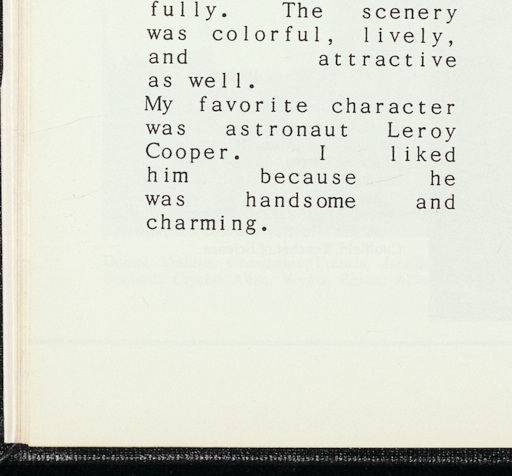 fully. The scenery
was colorful, lively,
and attractive
as well.
My favorite character
was astronaut Leroy
Cooper. I liked
him because he
was handsome and
charming.